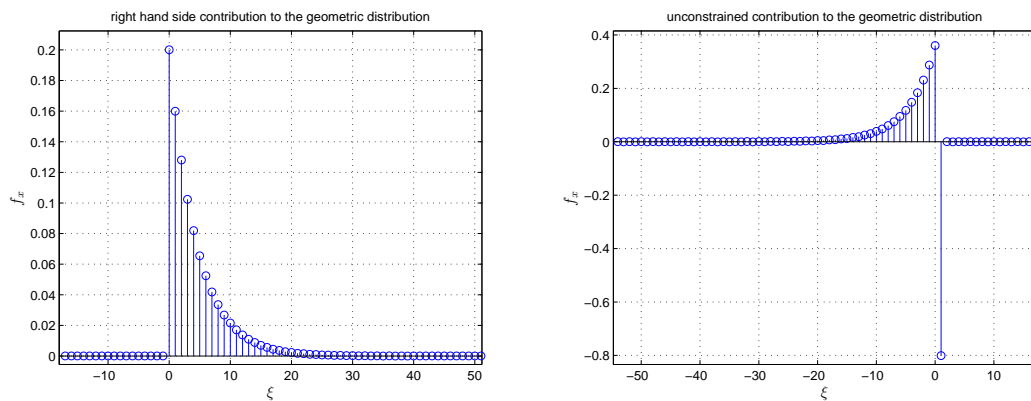 right hand side contribution to the geometric distribution
0.2
0.18
0.16
0.14
0.12
0.1
0.08
0.06
0.04
0.02
0
f_x
−10 0 10 20 30 40 50
ξ
unconstrained contribution to the geometric distribution
0.4
0.2
0
−0.2
−0.4
−0.6
−0.8
f_x
−50 −40 −30 −20 −10 0 10
ξ